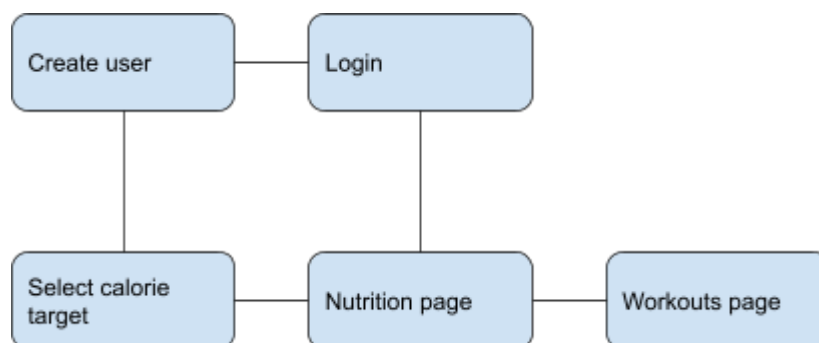 Create user
Login
Select calorie
target
Nutrition page
Workouts page